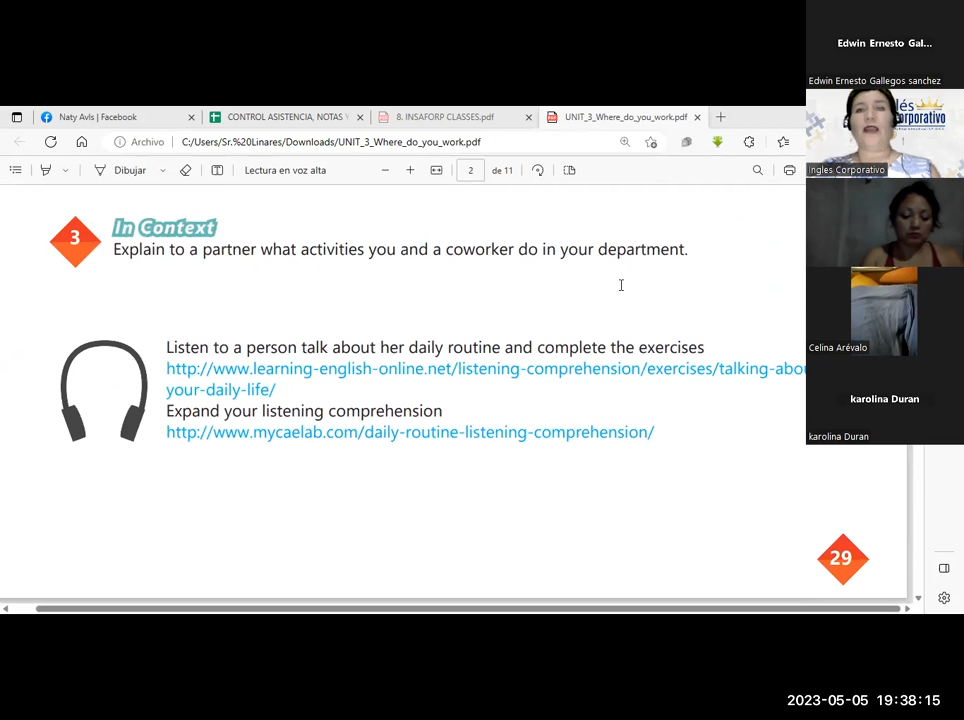 Edwin Ernesto Gal...
Edwin Ernesto Gallegos sanchez
Naty Avls | Facebook
CONTROL ASISTENCIA, NOTAS Y
8. INSAFORP CLASSES.pdf
UNIT_3_Where_do_you_work.pdf
Archivo
C:/Users/Sr.%20Linares/Downloads/UNIT_3_Where_do_you_work.pdf
Dibujar
Lectura en voz alta
2
de 11
lés
orporativo
Ingles Corporativo
3
In Context
Explain to a partner what activities you and a coworker do in your department.
Listen to a person talk about her daily routine and complete the exercises
http://www.learning-english-online.net/listening-comprehension/exercises/talking-abou
your-daily-life/
Expand your listening comprehension
http://www.mycaelab.com/daily-routine-listening-comprehension/
Celina Arévalo
karolina Duran
karolina Duran
29
2023-05-05 19:38:15